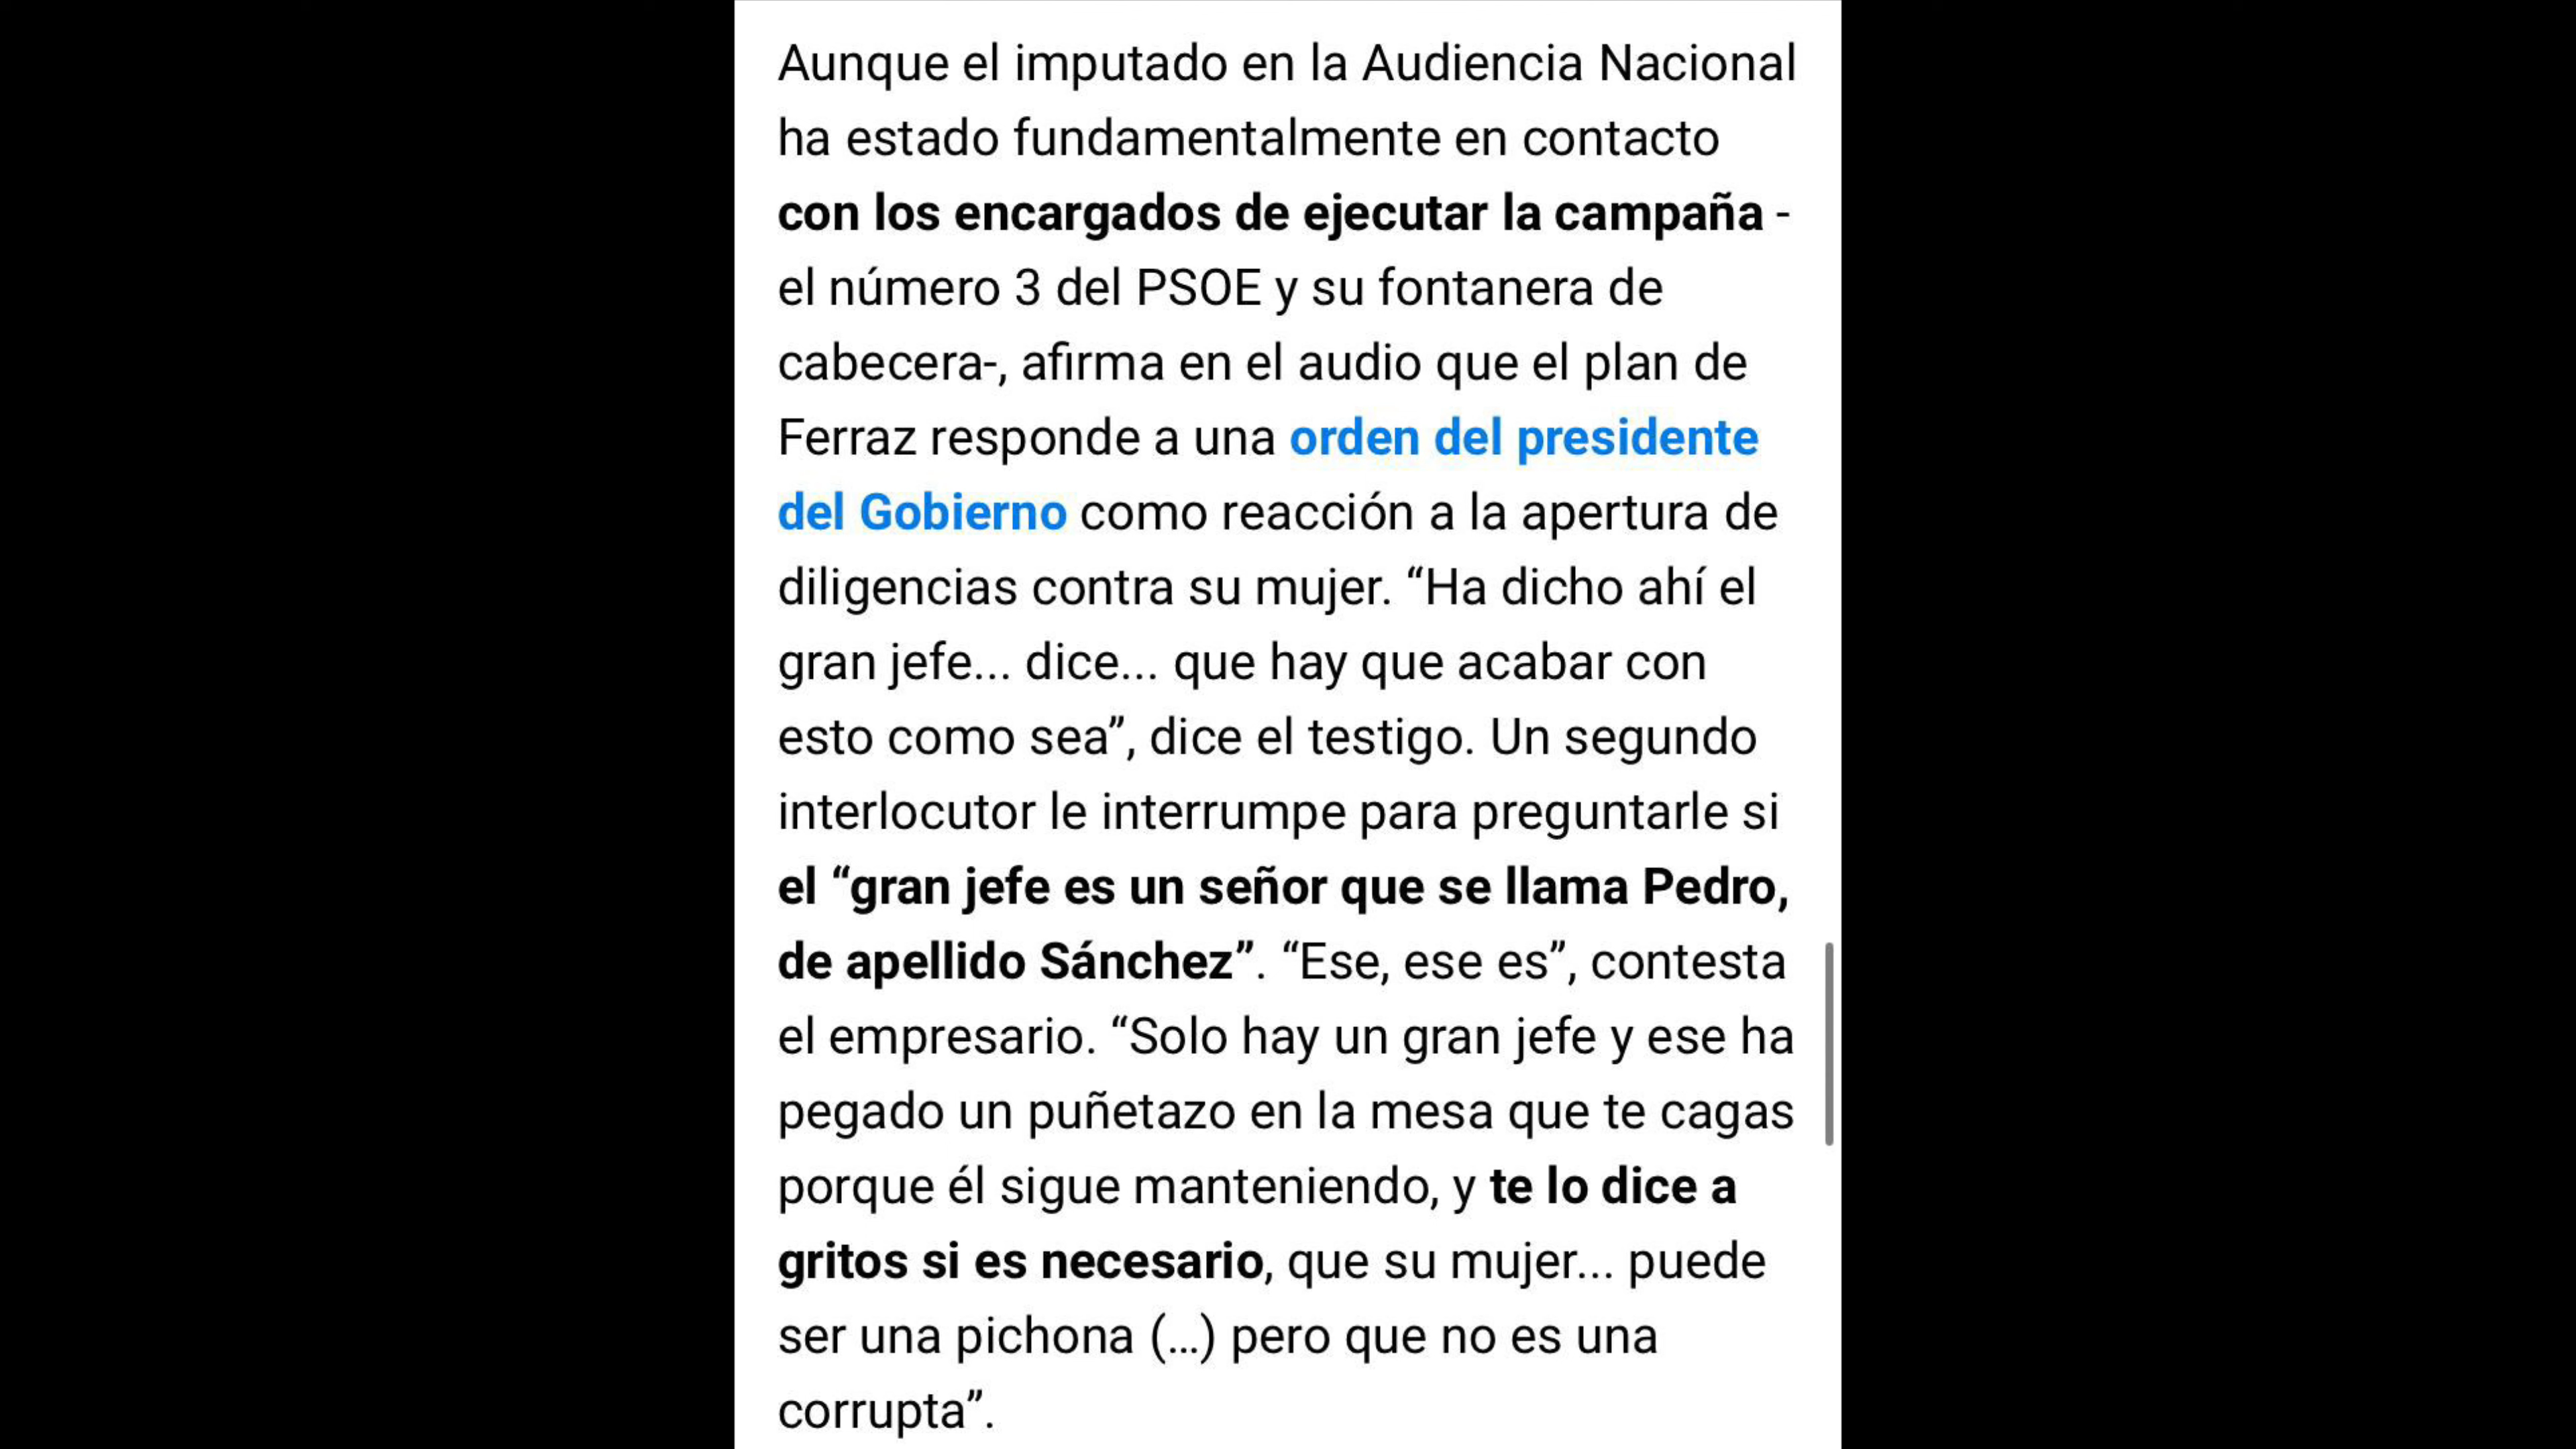 Aunque el imputado en la Audiencia Nacional
ha estado fundamentalmente en contacto
con los encargados de ejecutar la campaña -
el número 3 del PSOE y su fontanera de
cabecera-, afirma en el audio que el plan de
Ferraz responde a una orden del presidente
del Gobierno como reacción a la apertura de
diligencias contra su mujer. “Ha dicho ahí el
gran jefe... dice... que hay que acabar con
esto como sea”, dice el testigo. Un segundo
interlocutor le interrumpe para preguntarle si
el “gran jefe es un señor que se llama Pedro,
de apellido Sánchez”. “Ese, ese es”, contesta
el empresario. “Solo hay un gran jefe y ese ha
pegado un puñetazo en la mesa que te cagas
porque él sigue manteniendo, y te lo dice a
gritos si es necesario, que su mujer... puede
ser una pichona (...) pero que no es una
corrupta”.